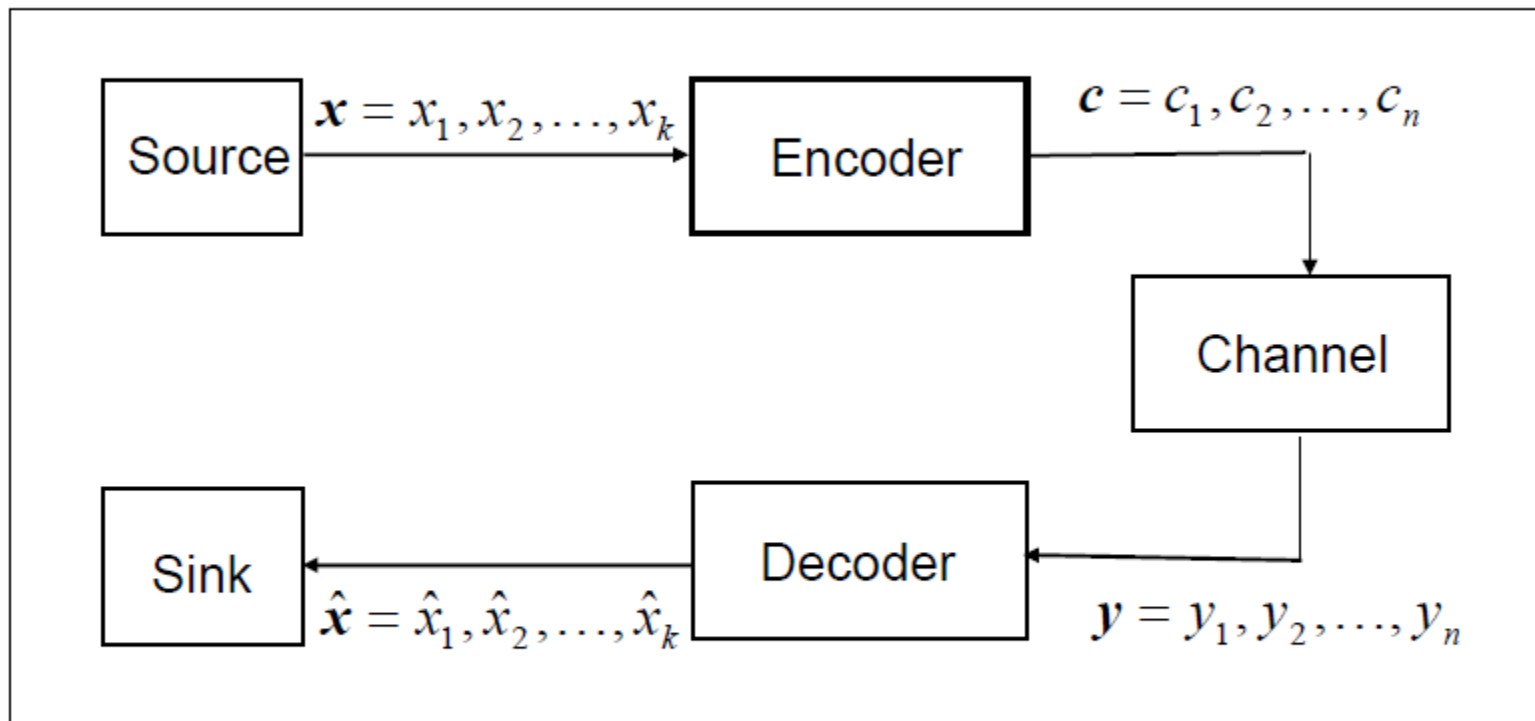 Source
x = x₁, x₂, ..., xₖ
Encoder
c = c₁, c₂, ..., cₙ
Channel
Sink
x̂ = x̂₁, x̂₂, ..., x̂ₖ
Decoder
y = y₁, y₂, ..., yₙ